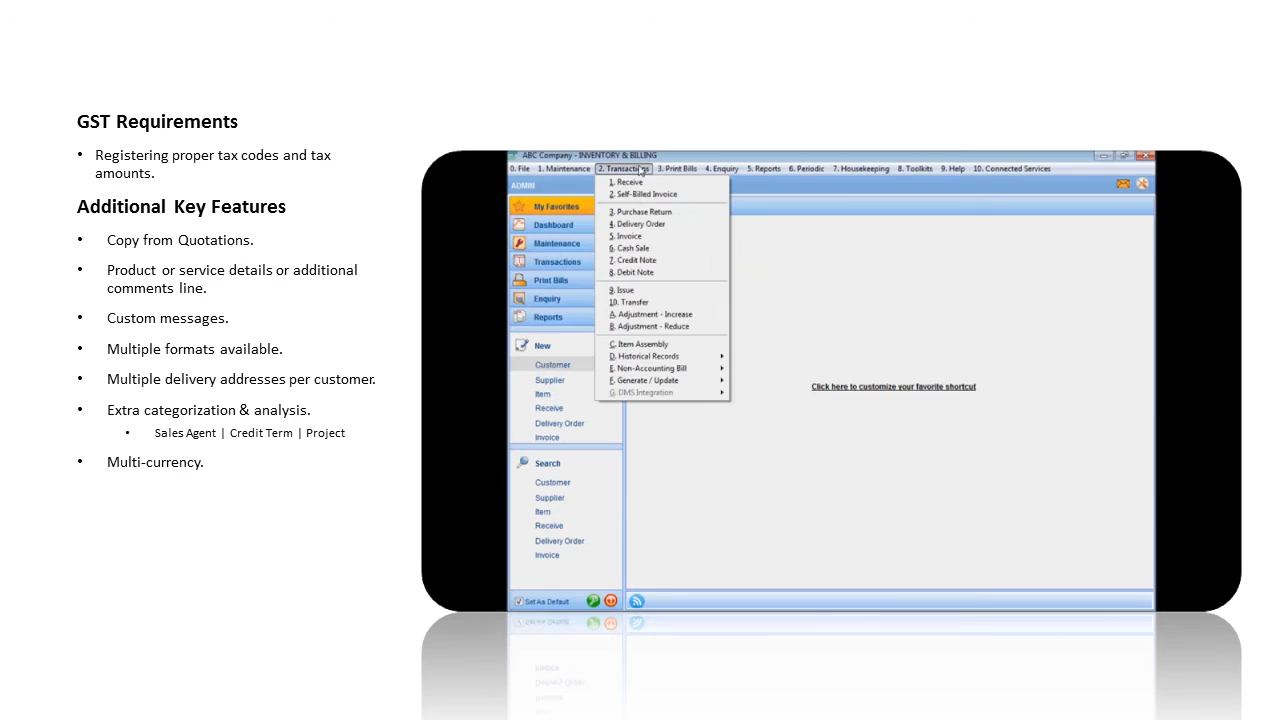 GST Requirements
• Registering proper tax codes and tax
amounts.
Additional Key Features
• Copy from Quotations.
• Product or service details or additional
comments line.
• Custom messages.
• Multiple formats available.
• Multiple delivery addresses per customer.
• Extra categorization & analysis.
• Sales Agent | Credit Term | Project
• Multi-currency.
ABC Company - INVENTORY & BILLING
0. File 1. Maintenance 2. Transactions 3. Print Bills 4. Enquiry 5. Reports 6. Periodic 7. Housekeeping 8. Toolkits 9. Help 10. Connected Services
ADMIN
My Favorites
Dashboard
Maintenance
Transactions
Print Bills
Enquiry
Reports
New
Customer
Supplier
Item
Receive
Delivery Order
Invoice
Search
Customer
Supplier
Item
Receive
Delivery Order
Invoice
Set As Default
1. Receive
2. Self-Billed Invoice
3. Purchase Return
4. Delivery Order
5. Invoice
6. Cash Sale
7. Credit Note
8. Debit Note
9. Issue
10. Transfer
A. Adjustment - Increase
B. Adjustment - Reduce
C. Item Assembly
D. Historical Records
E. Non-Accounting Bill
F. Generate / Update
G. DMS Integration
Click here to customize your favorite shortcut